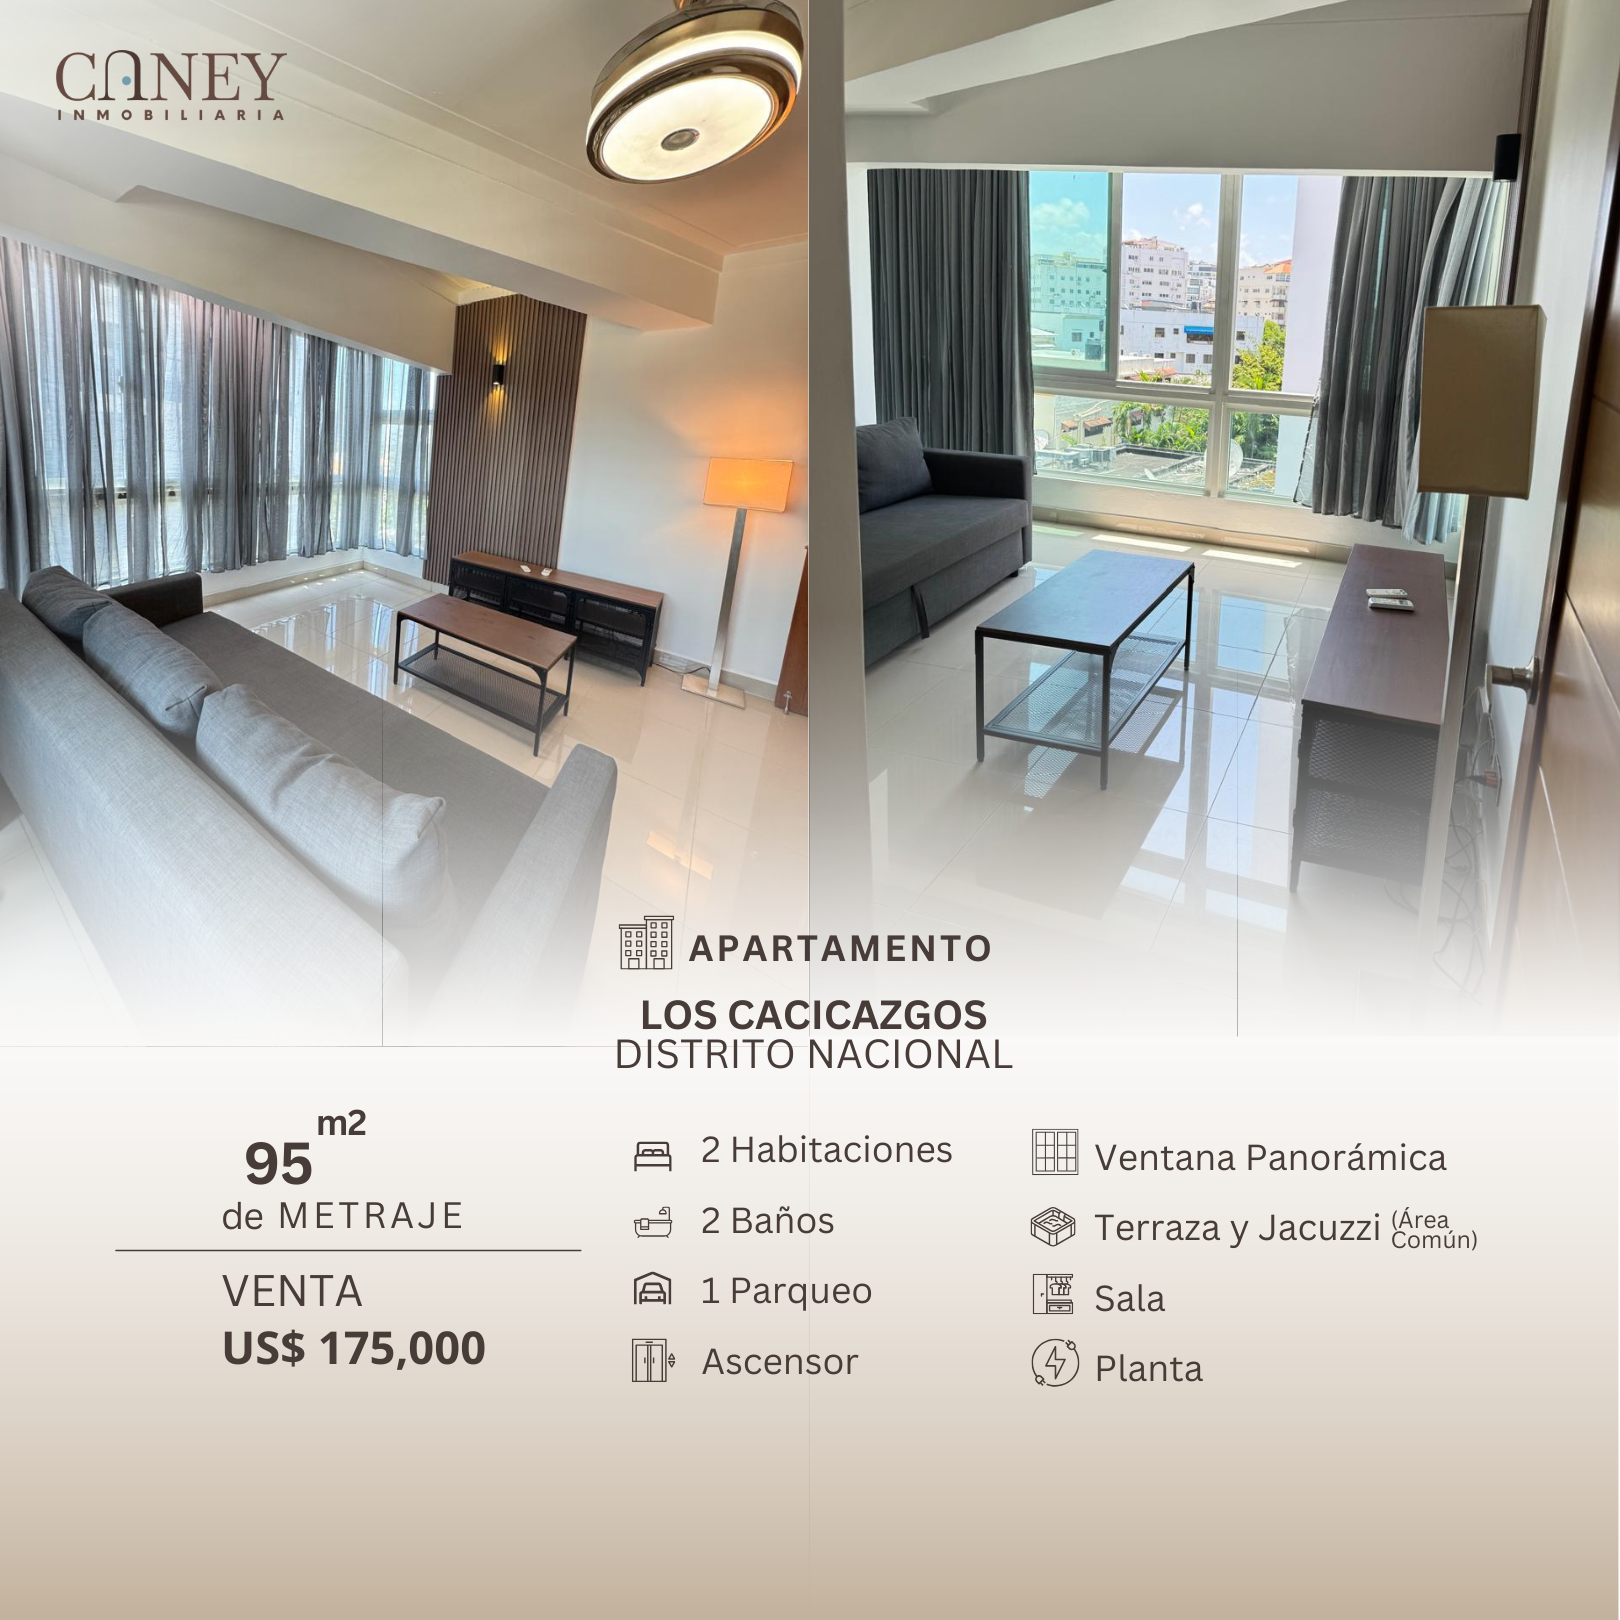 CANEY
INMOBILIARIA
APARTAMENTO
LOS CACICAZGOS
DISTRITO NACIONAL
95 m2
de METRAJE
VENTA
US$ 175,000
2 Habitaciones
2 Baños
1 Parqueo
Ascensor
Ventana Panorámica
Terraza y Jacuzzi (Área
Común)
Sala
Planta